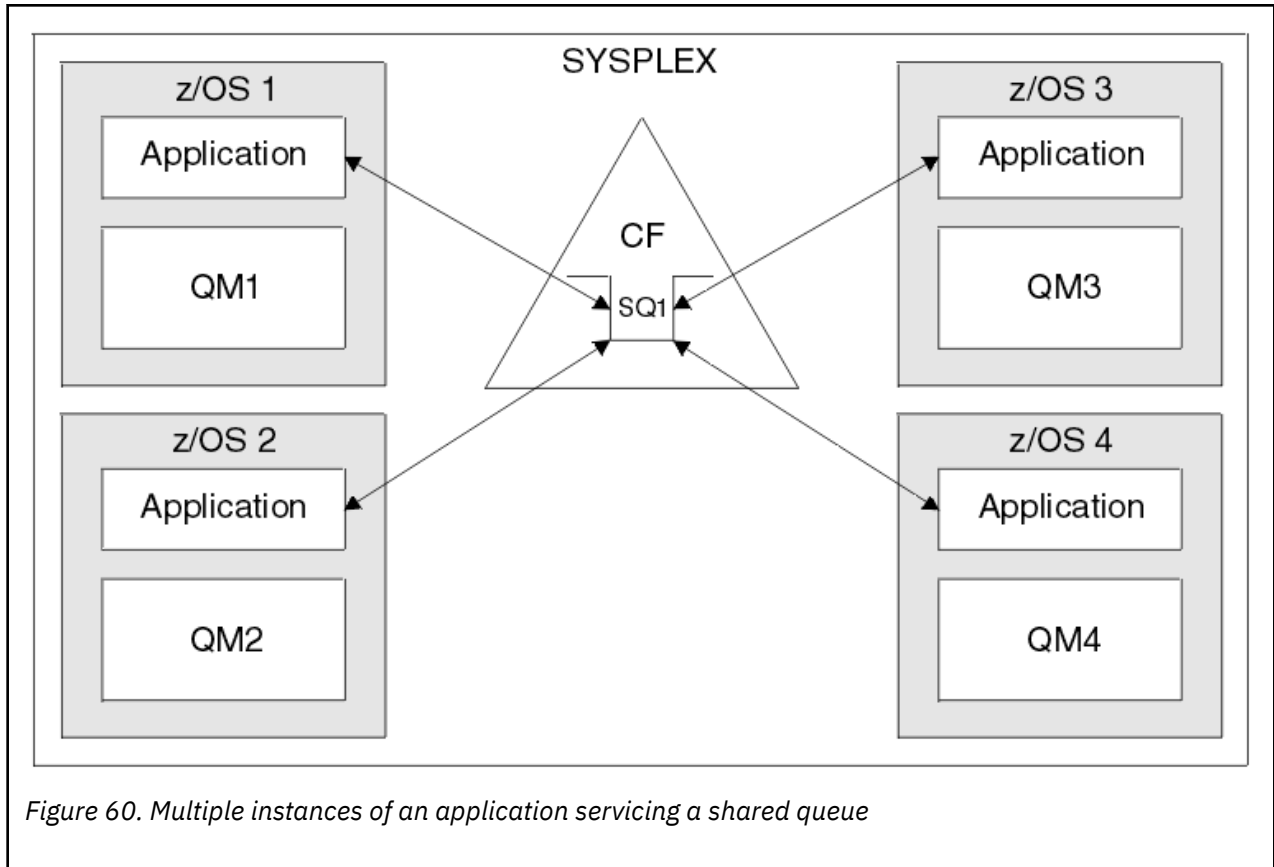 SYSPLEX
z/OS 1
Application
QM1
z/OS 2
Application
QM2
CF
SQ1
z/OS 3
Application
QM3
z/OS 4
Application
QM4
Figure 60. Multiple instances of an application servicing a shared queue